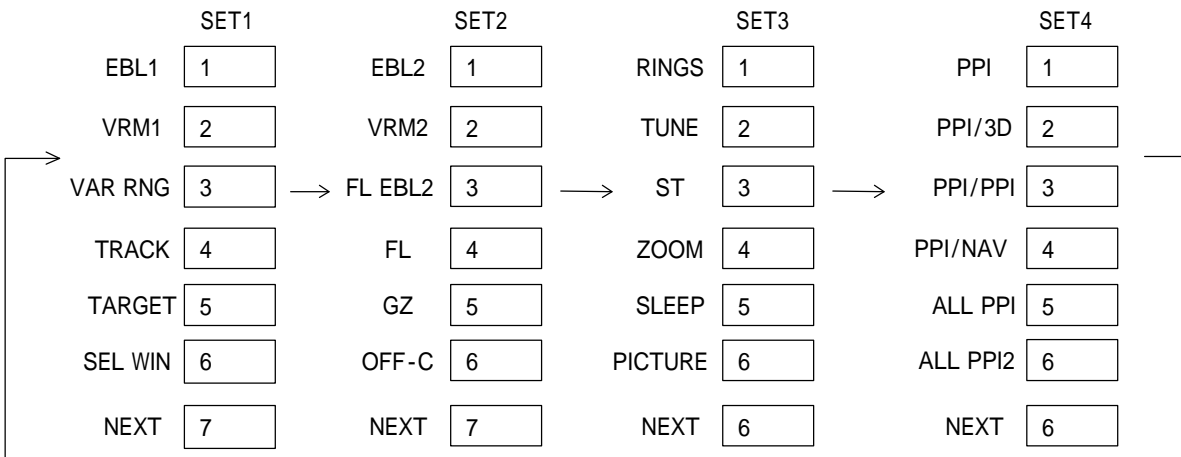 SET1 SET2 SET3 SET4
EBL1 1 EBL2 1 RINGS 1 PPI 1
VRM1 2 VRM2 2 TUNE 2 PPI/3D 2
VAR RNG 3 FL EBL2 3 ST 3 PPI/PPI 3
TRACK 4 FL 4 ZOOM 4 PPI/NAV 4
TARGET 5 GZ 5 SLEEP 5 ALL PPI 5
SEL WIN 6 OFF-C 6 PICTURE 6 ALL PPI2 6
NEXT 7 NEXT 7 NEXT 6 NEXT 6